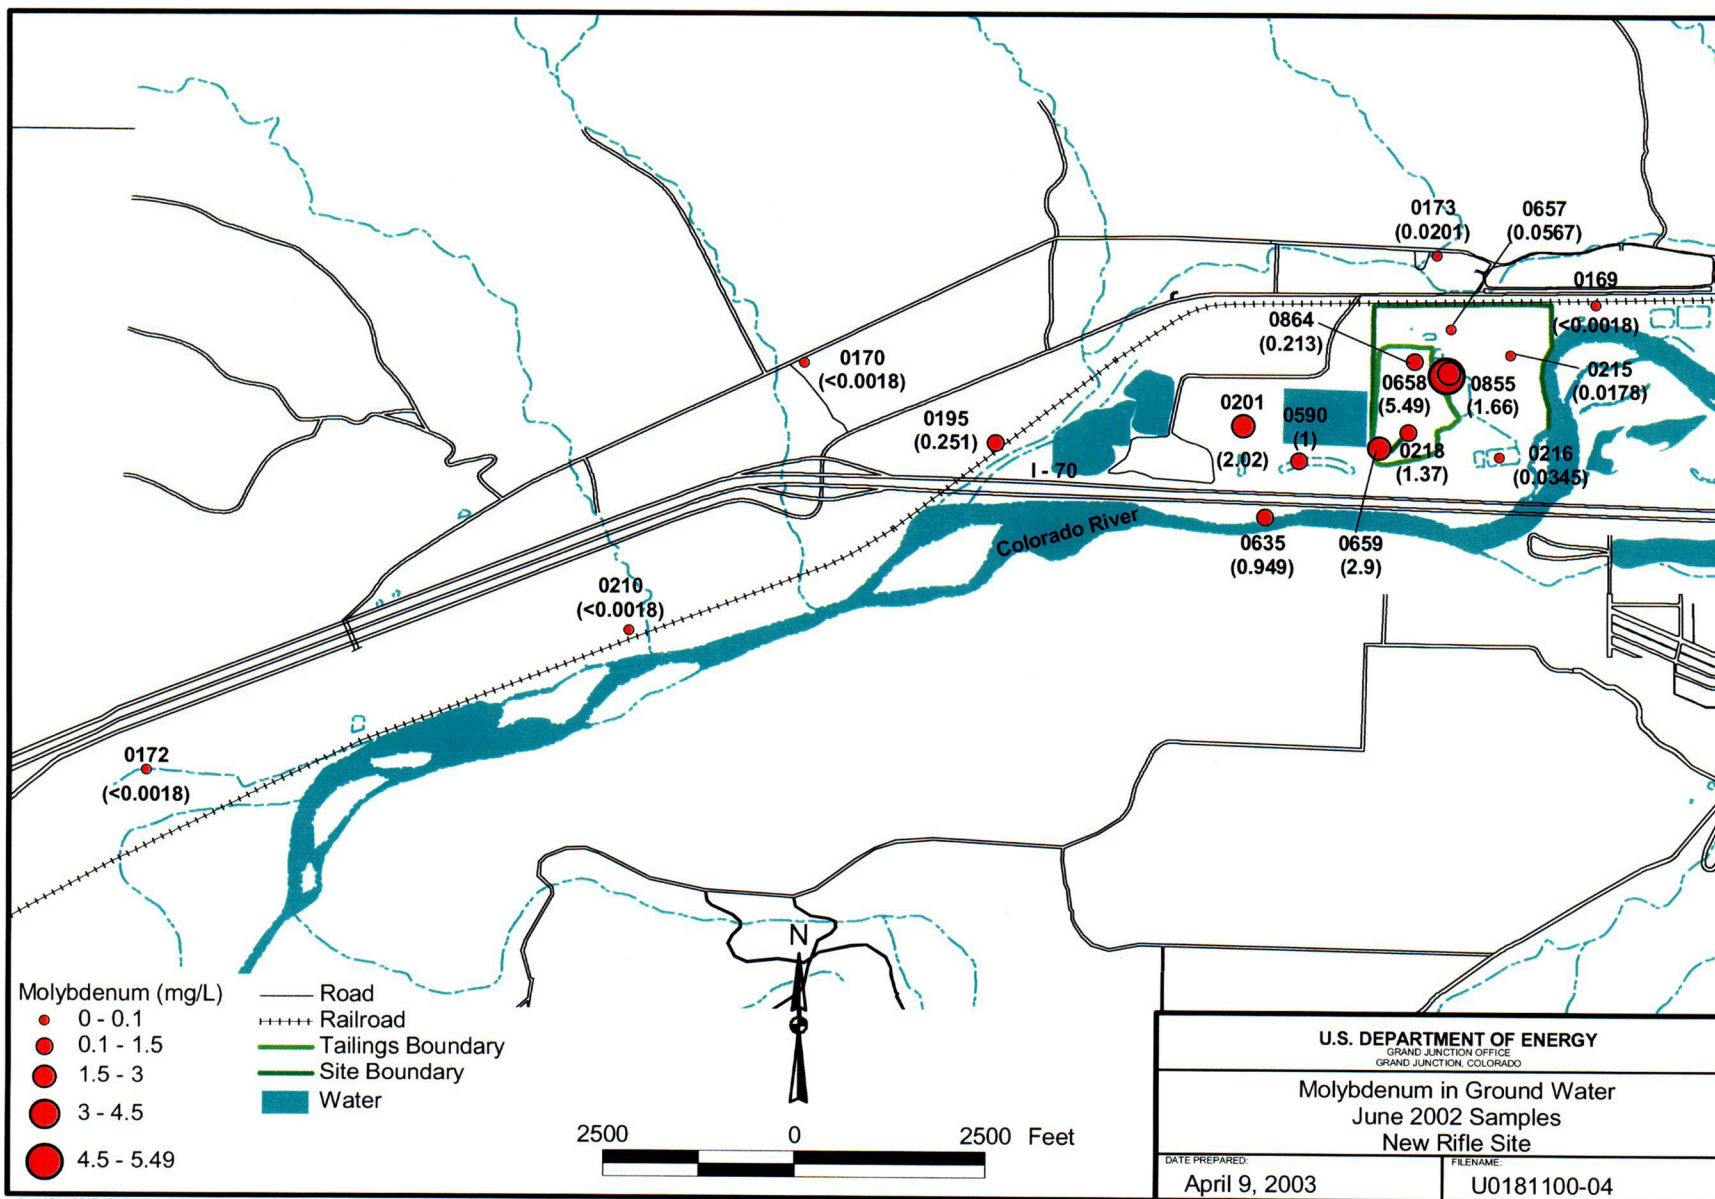 0173
(0.0201)
0657
(0.0567)
0169
(<0.0018)
0864
(0.213)
0170
(<0.0018)
0215
(0.0178)
0658
(5.49)
0855
(1.66)
0195
(0.251)
0201
(2.02)
0590
(1)
0218
(1.37)
0216
(0.0345)
I - 70
Colorado River
0635
(0.949)
0659
(2.9)
0210
(<0.0018)
0172
(<0.0018)
N
Molybdenum (mg/L)
0 - 0.1
0.1 - 1.5
1.5 - 3
3 - 4.5
4.5 - 5.49
Road
Railroad
Tailings Boundary
Site Boundary
Water
2500 0 2500 Feet
U.S. DEPARTMENT OF ENERGY
GRAND JUNCTION OFFICE
GRAND JUNCTION, COLORADO
Molybdenum in Ground Water
June 2002 Samples
New Rifle Site
DATE PREPARED:
April 9, 2003
FILENAME:
U0181100-04